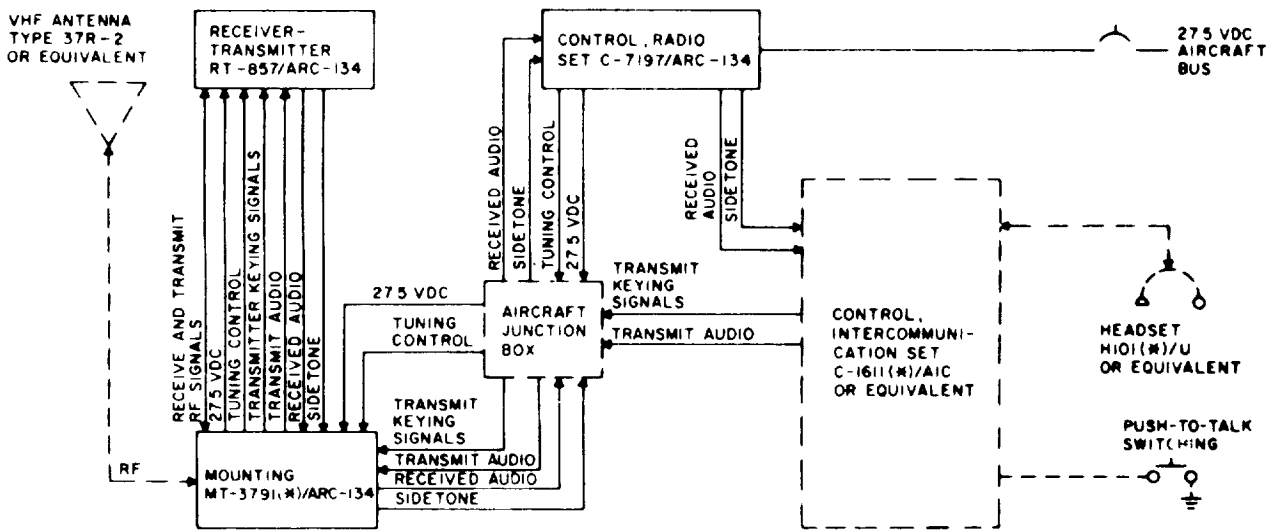 VHF ANTENNA
TYPE 37R-2
OR EQUIVALENT
RECEIVER-
TRANSMITTER
RT-857/ARC-134
CONTROL, RADIO
SET C-7197/ARC-134
27.5 VDC
AIRCRAFT
BUS
RECEIVE AND TRANSMIT
RF SIGNALS
27.5 VDC
TUNING CONTROL
TRANSMITTER KEYING SIGNALS
TRANSMIT AUDIO
RECEIVED AUDIO
SIDETONE
RECEIVED AUDIO
SIDETONE
TUNING CONTROL
27.5 VDC
RECEIVED
AUDIO
SIDETONE
27.5 VDC
TUNING
CONTROL
AIRCRAFT
JUNCTION
BOX
TRANSMIT
KEYING
SIGNALS
TRANSMIT AUDIO
CONTROL,
INTERCOMMUNI-
CATION SET
C-1611(*)/AIC
OR EQUIVALENT
HEADSET
H101(*)/U
OR EQUIVALENT
PUSH-TO-TALK
SWITCHING
TRANSMIT
KEYING
SIGNALS
TRANSMIT AUDIO
RECEIVED AUDIO
SIDETONE
RF
MOUNTING
MT-3791(*)/ARC-134